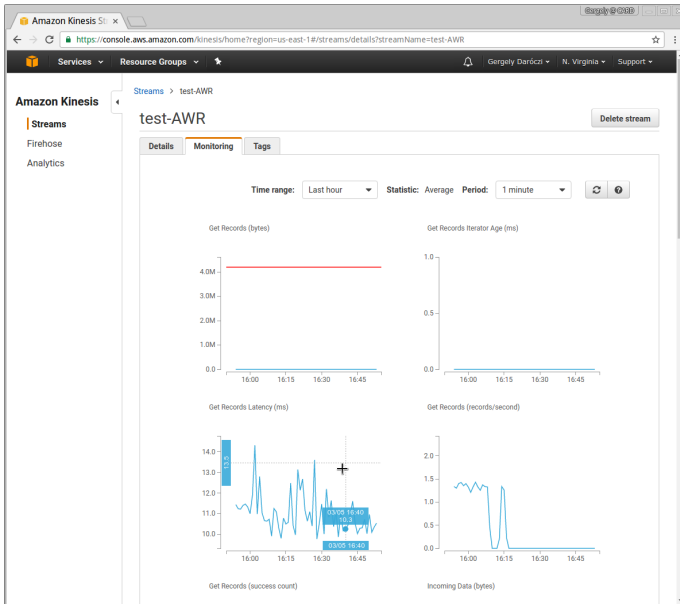 Gergely @ CARD
Amazon Kinesis Str
https://console.aws.amazon.com/kinesis/home?region=us-east-1#/streams/details?streamName=test-AWR
Services Resource Groups Gergely Daróczi N. Virginia Support
Amazon Kinesis
Streams
Firehose
Analytics
Streams > test-AWR
test-AWR
Delete stream
Details Monitoring Tags
Time range: Last hour Statistic: Average Period: 1 minute
Get Records (bytes)
4.0M
3.0M
2.0M
1.0M
0.0
16:00 16:15 16:30 16:45
Get Records Iterator Age (ms)
1.0
0.5
0.0
16:00 16:15 16:30 16:45
Get Records Latency (ms)
14.0
13.5
13.0
12.0
11.0
10.0
03/05 16:40
10.3
03/05 16:40
16:00 16:15 16:30 16:45
Get Records (records/second)
2.0
1.5
1.0
0.5
0.0
16:00 16:15 16:30 16:45
Get Records (success count)
Incoming Data (bytes)